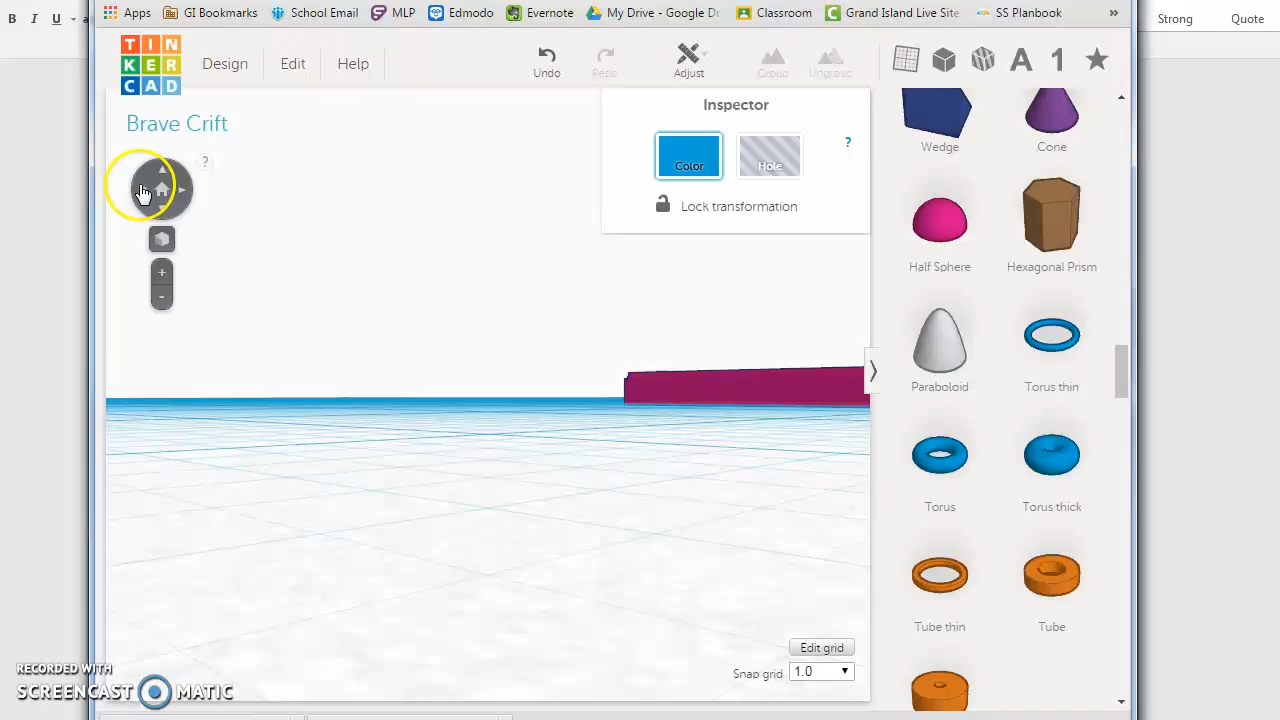 B I U
Apps GI Bookmarks School Email MLP Edmodo Evernote My Drive - Google Dr Classroom Grand Island Live Site SS Planbook »
Strong Quote
TIN
KER
CAD
Design Edit Help
Undo Redo Adjust Group Ungroup
A 1
Brave Crift
?
Inspector
Color Hole ?
Lock transformation
+
-
Wedge Cone
Half Sphere Hexagonal Prism
Paraboloid Torus thin
Torus Torus thick
Tube thin Tube
Edit grid
Snap grid 1.0
RECORDED WITH
SCREENCAST MATIC